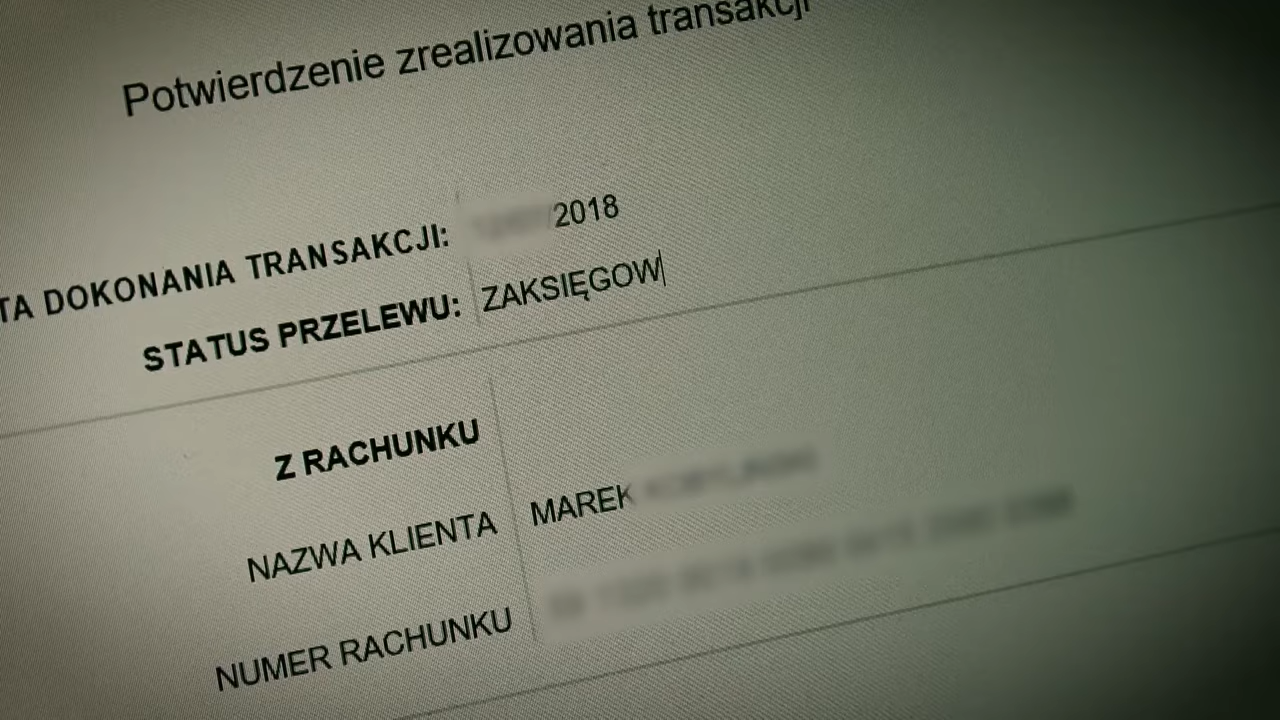 Potwierdzenie zrealizowania transakcji
TA DOKONANIA TRANSAKCJI: /2018
STATUS PRZELEWU: ZAKSIĘGOW
Z RACHUNKU
NAZWA KLIENTA MAREK
NUMER RACHUNKU